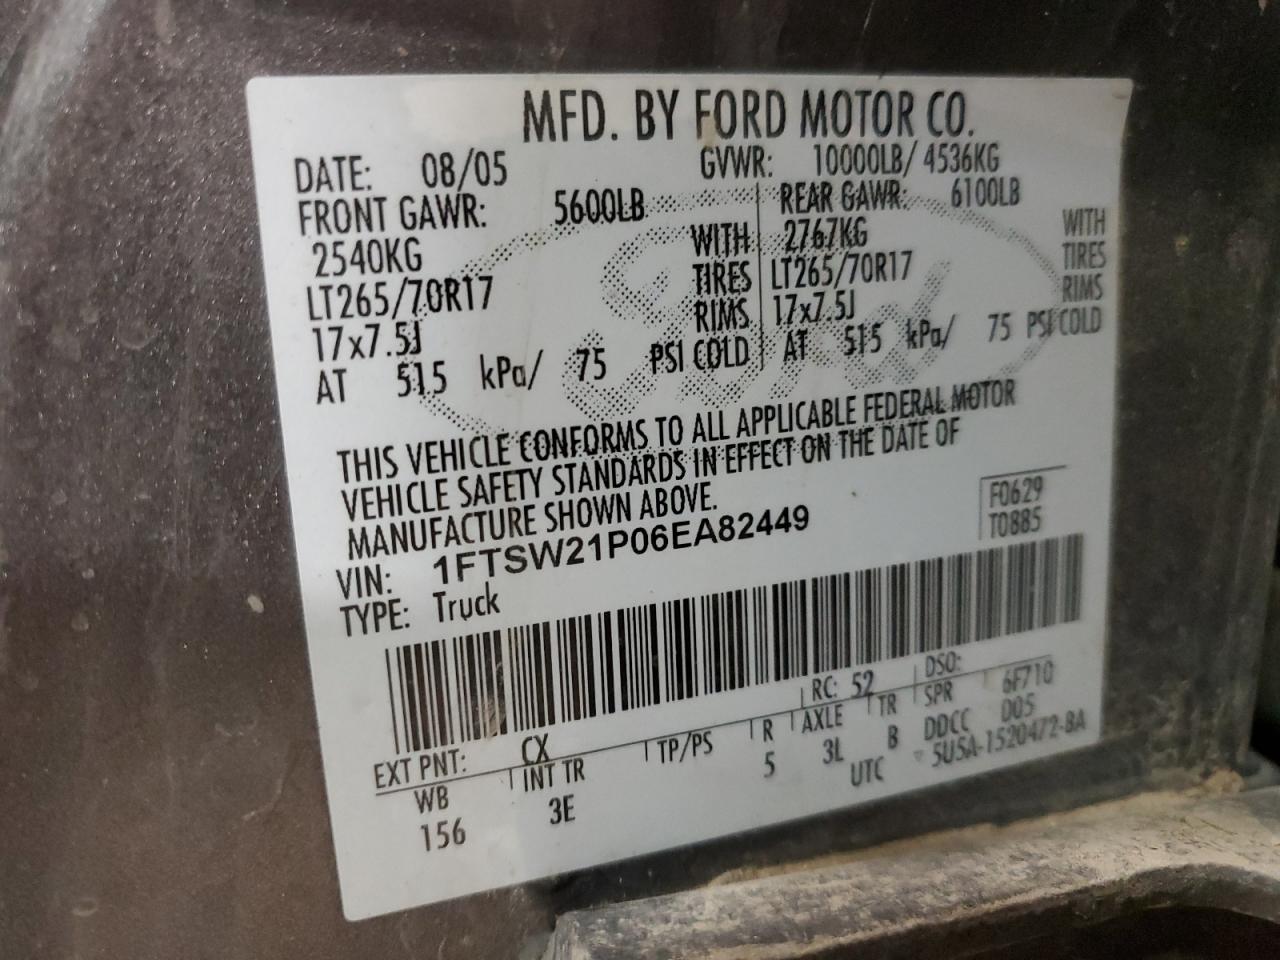 MFD. BY FORD MOTOR CO.
DATE: 08/05 GVWR: 10000LB/ 4536KG
FRONT GAWR: 5600LB REAR GAWR: 6100LB
2540KG WITH 2767KG WITH
LT265/70R17 TIRES LT265/70R17 TIRES
17x7.5J RIMS 17x7.5J RIMS
AT 515 kPa/ 75 PSI COLD AT 515 kPa/ 75 PSI COLD
THIS VEHICLE CONFORMS TO ALL APPLICABLE FEDERAL MOTOR
VEHICLE SAFETY STANDARDS IN EFFECT ON THE DATE OF
MANUFACTURE SHOWN ABOVE.
F0629
T0885
VIN: 1FTSW21P06EA82449
TYPE: Truck
EXT PNT: CX RC: 52 DSO:
WB INT TR TP/PS R AXLE TR SPR 6F710
156 3E 5 3L B DDCC D05
UTC 5U5A-1520472-BA
Ford